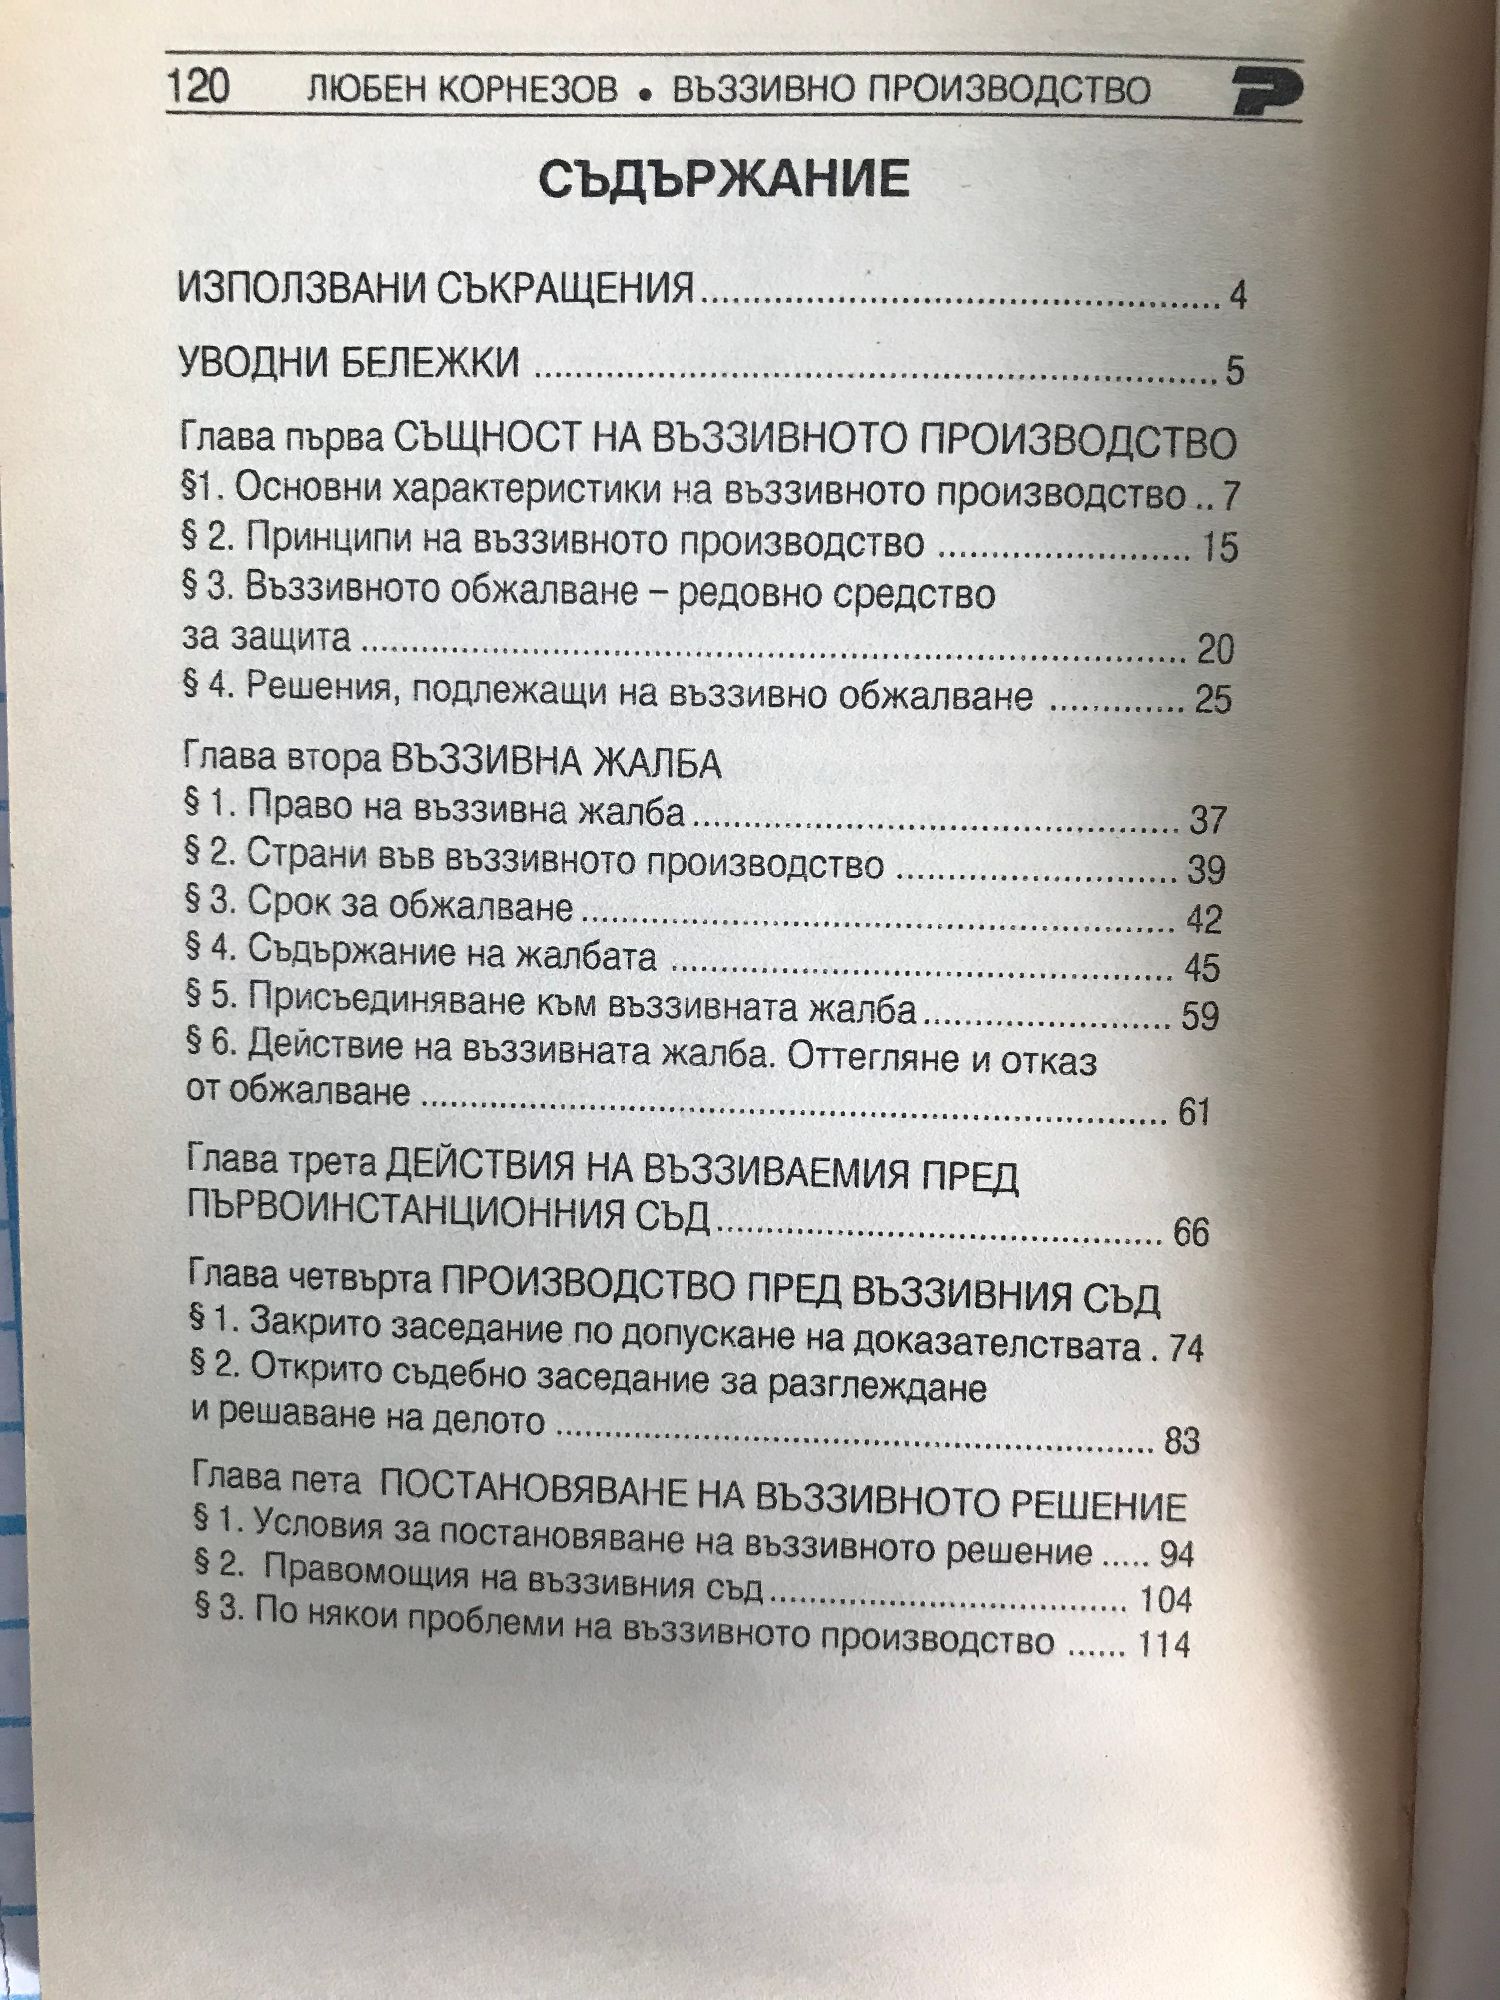 120 ЛЮБЕН КОРНЕЗОВ • ВЪЗЗИВНО ПРОИЗВОДСТВО
СЪДЪРЖАНИЕ
ИЗПОЛЗВАНИ СЪКРАЩЕНИЯ........................................................ 4
УВОДНИ БЕЛЕЖКИ ........................................................................ 5
Глава първа СЪЩНОСТ НА ВЪЗЗИВНОТО ПРОИЗВОДСТВО
§1. Основни характеристики на въззивното производство .. 7
§ 2. Принципи на въззивното производство .......................... 15
§ 3. Въззивното обжалване – редовно средство
за защита ........................................................................................ 20
§ 4. Решения, подлежащи на въззивно обжалване .............. 25
Глава втора ВЪЗЗИВНА ЖАЛБА
§ 1. Право на въззивна жалба.................................................... 37
§ 2. Страни във въззивното производство .............................. 39
§ 3. Срок за обжалване............................................................... 42
§ 4. Съдържание на жалбата ..................................................... 45
§ 5. Присъединяване към въззивната жалба.......................... 59
§ 6. Действие на въззивната жалба. Оттегляне и отказ
от обжалване ................................................................................ 61
Глава трета ДЕЙСТВИЯ НА ВЪЗЗИВАЕМИЯ ПРЕД
ПЪРВОИНСТАНЦИОННИЯ СЪД................................................ 66
Глава четвърта ПРОИЗВОДСТВО ПРЕД ВЪЗЗИВНИЯ СЪД
§ 1. Закрито заседание по допускане на доказателствата . 74
§ 2. Открито съдебно заседание за разглеждане
и решаване на делото ................................................................ 83
Глава пета ПОСТАНОВЯВАНЕ НА ВЪЗЗИВНОТО РЕШЕНИЕ
§ 1. Условия за постановяване на въззивното решение ..... 94
§ 2. Правомощия на въззивния съд...................................... 104
§ 3. По някои проблеми на въззивното производство ...... 114